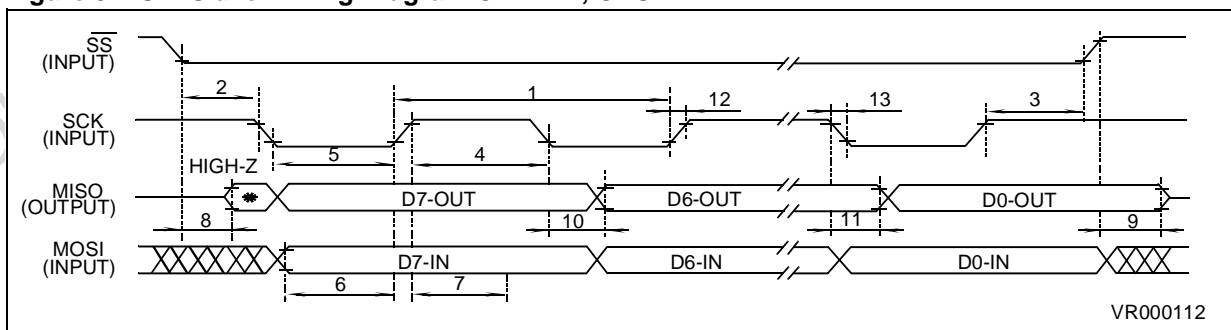 SS
(INPUT)
2
1
12
13
3
SCK
(INPUT)
5
4
HIGH-Z
MISO
(OUTPUT)
D7-OUT
D6-OUT
D0-OUT
8
10
11
9
MOSI
(INPUT)
D7-IN
D6-IN
D0-IN
6
7
VR000112